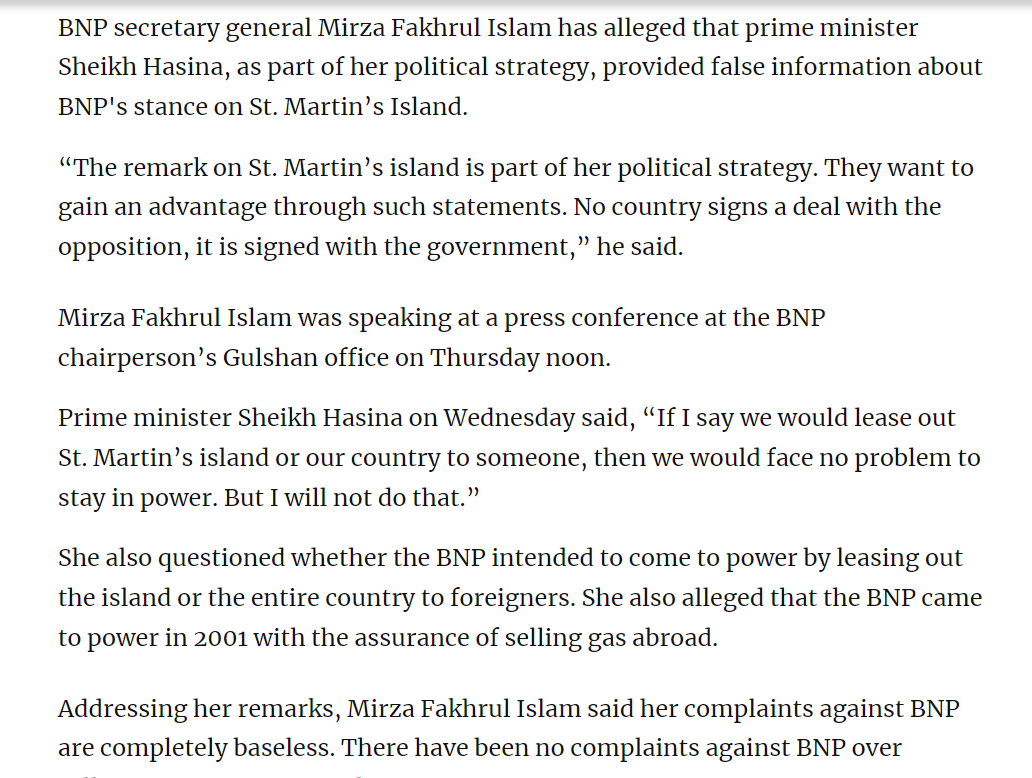 BNP secretary general Mirza Fakhrul Islam has alleged that prime minister
Sheikh Hasina, as part of her political strategy, provided false information about
BNP's stance on St. Martin’s Island.
“The remark on St. Martin’s island is part of her political strategy. They want to
gain an advantage through such statements. No country signs a deal with the
opposition, it is signed with the government,” he said.
Mirza Fakhrul Islam was speaking at a press conference at the BNP
chairperson’s Gulshan office on Thursday noon.
Prime minister Sheikh Hasina on Wednesday said, “If I say we would lease out
St. Martin’s island or our country to someone, then we would face no problem to
stay in power. But I will not do that.”
She also questioned whether the BNP intended to come to power by leasing out
the island or the entire country to foreigners. She also alleged that the BNP came
to power in 2001 with the assurance of selling gas abroad.
Addressing her remarks, Mirza Fakhrul Islam said her complaints against BNP
are completely baseless. There have been no complaints against BNP over